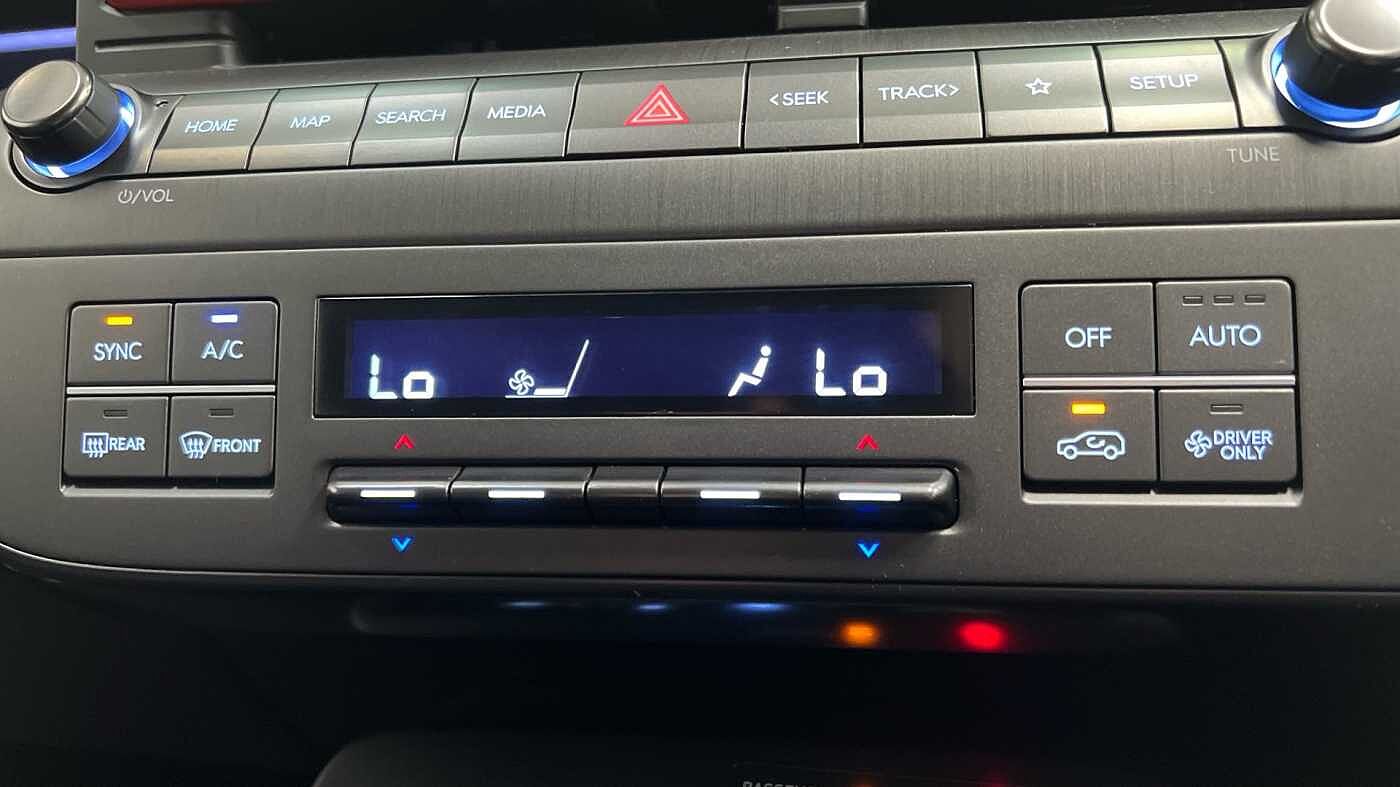 HOME
MAP
SEARCH
MEDIA
<SEEK
TRACK>
SETUP
/VOL
TUNE
SYNC
A/C
REAR
FRONT
Lo
Lo
OFF
AUTO
DRIVER
ONLY